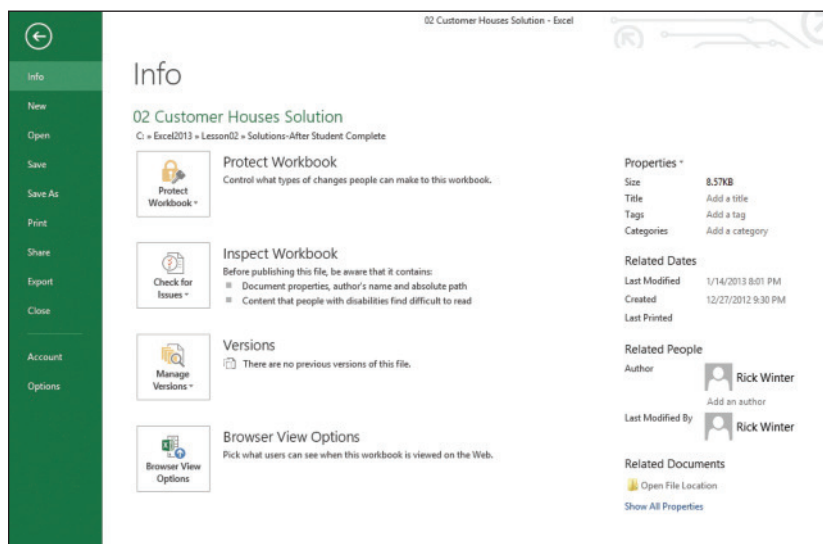 02 Customer Houses Solution - Excel
Info
New
Open
Save
Save As
Print
Share
Export
Close
Account
Options
Info
02 Customer Houses Solution
C: » Excel2013 » Lesson02 » Solutions-After Student Complete
Protect Workbook
Protect Workbook
Control what types of changes people can make to this workbook.
Check for Issues
Inspect Workbook
Before publishing this file, be aware that it contains:
Document properties, author's name and absolute path
Content that people with disabilities find difficult to read
Manage Versions
Versions
There are no previous versions of this file.
Browser View Options
Browser View Options
Pick what users can see when this workbook is viewed on the Web.
Properties
Size 8.57KB
Title Add a title
Tags Add a tag
Categories Add a category
Related Dates
Last Modified 1/14/2013 8:01 PM
Created 12/27/2012 9:30 PM
Last Printed
Related People
Author Rick Winter
Add an author
Last Modified By Rick Winter
Related Documents
Open File Location
Show All Properties